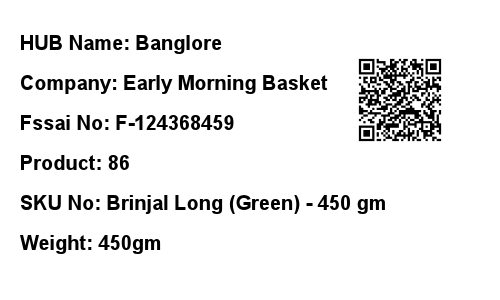 HUB Name: Banglore
Company: Early Morning Basket
Fssai No: F-124368459
Product: 86
SKU No: Brinjal Long (Green) - 450 gm
Weight: 450gm